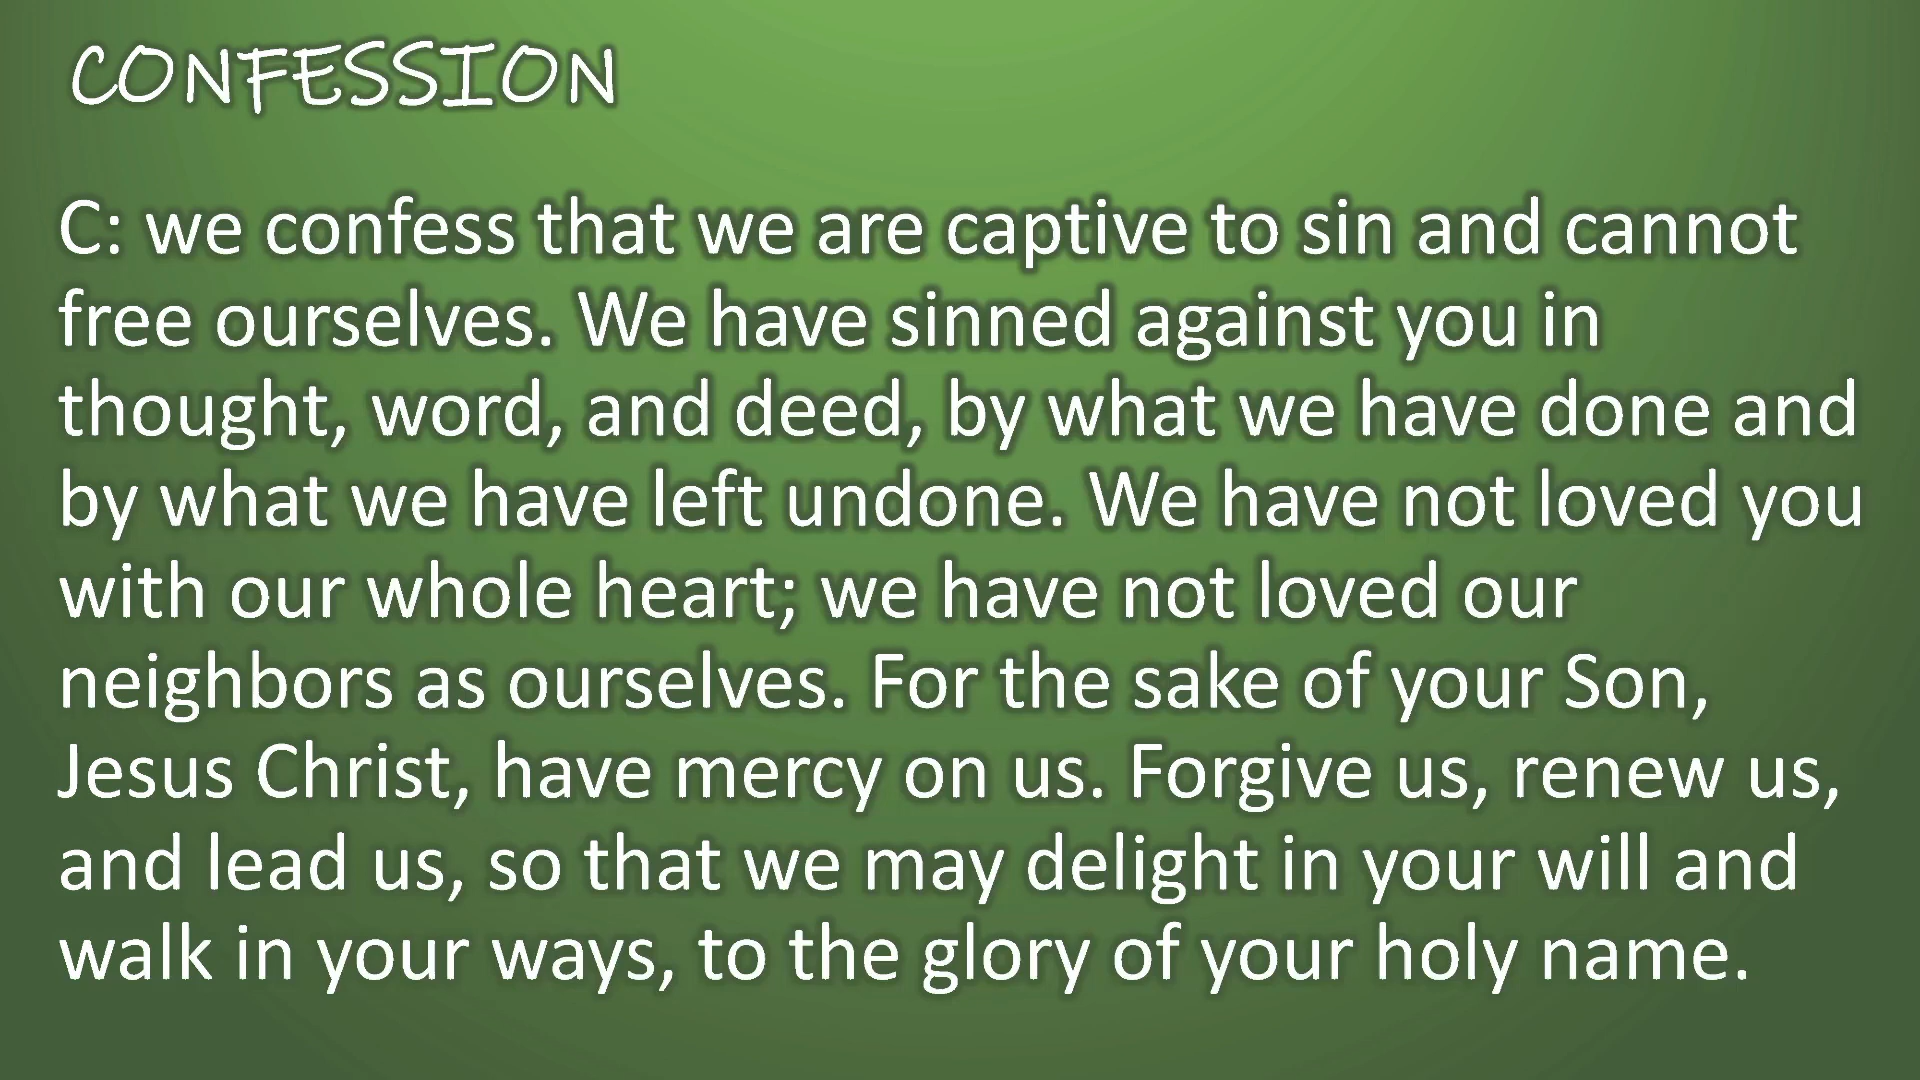 CONFESSION
C: we confess that we are captive to sin and cannot
free ourselves. We have sinned against you in
thought, word, and deed, by what we have done and
by what we have left undone. We have not loved you
with our whole heart; we have not loved our
neighbors as ourselves. For the sake of your Son,
Jesus Christ, have mercy on us. Forgive us, renew us,
and lead us, so that we may delight in your will and
walk in your ways, to the glory of your holy name.